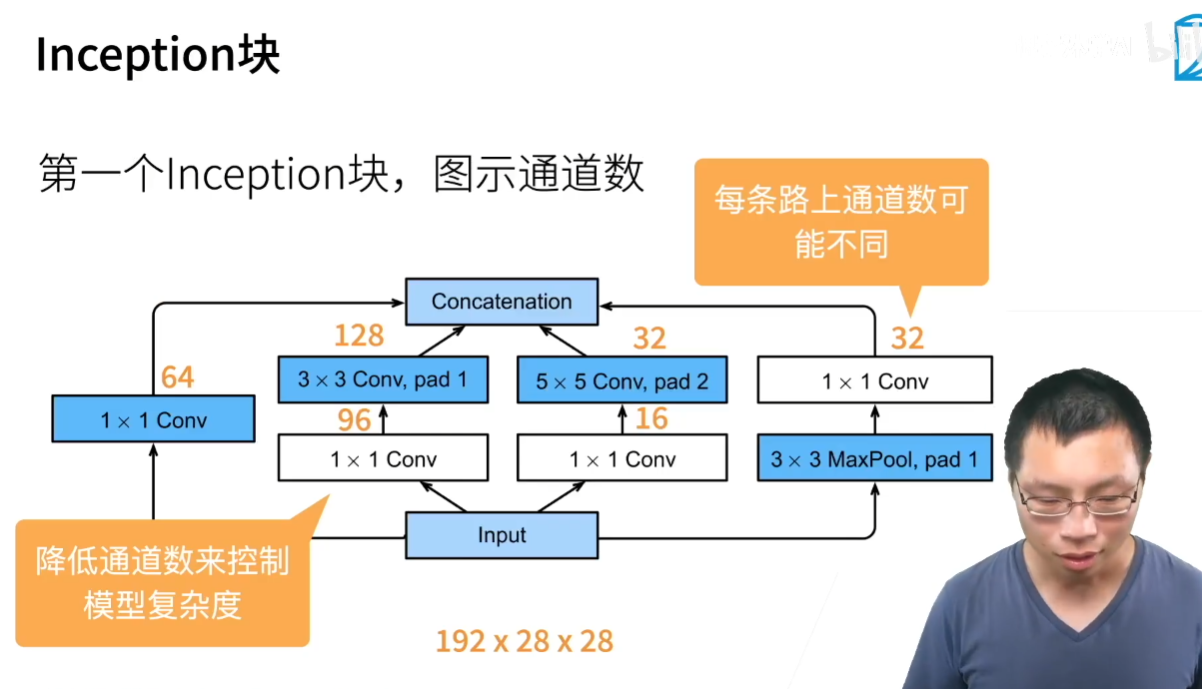 Inception块
第一个Inception块，图示通道数
每条路上通道数可
能不同
Concatenation
128
32
32
64
3 × 3 Conv, pad 1
5 × 5 Conv, pad 2
1 × 1 Conv
1 × 1 Conv
96
16
1 × 1 Conv
1 × 1 Conv
3 × 3 MaxPool, pad 1
Input
降低通道数来控制
模型复杂度
192 x 28 x 28